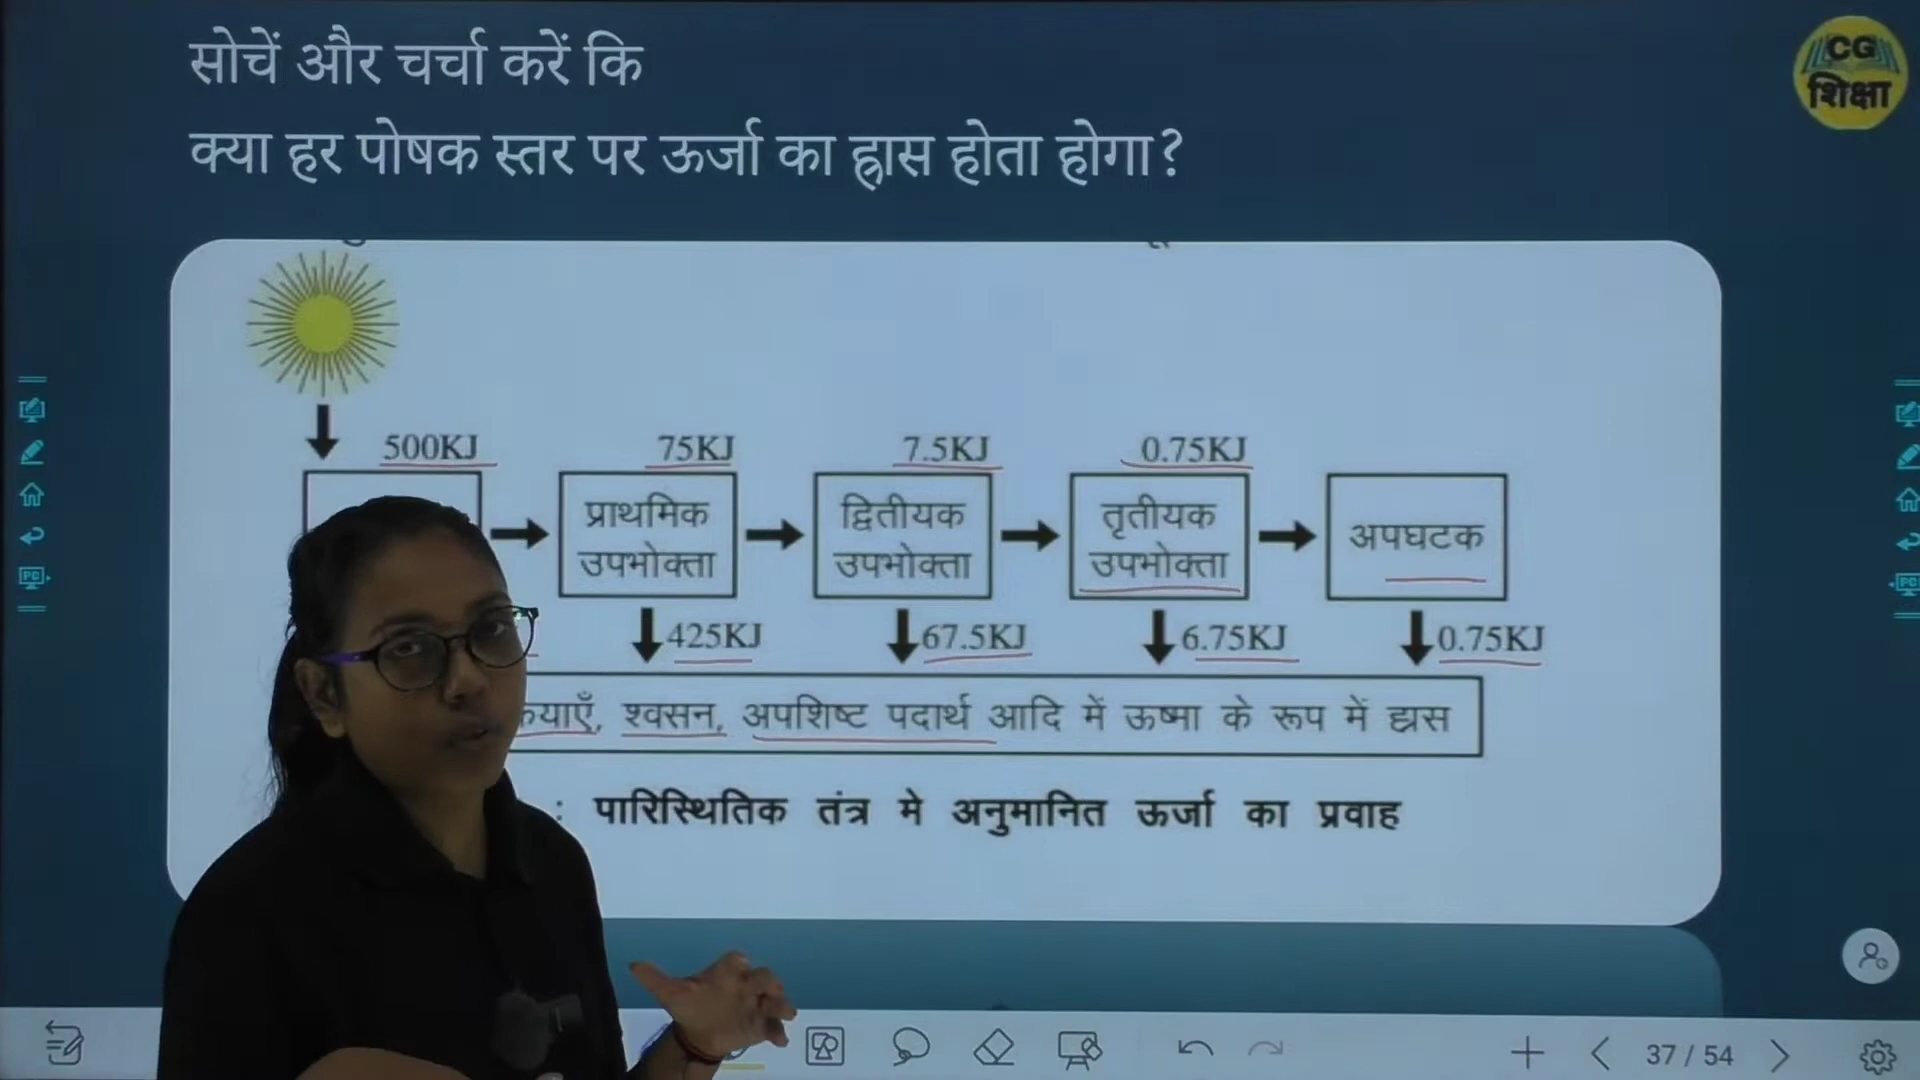 सोचें और चर्चा करें कि
क्या हर पोषक स्तर पर ऊर्जा का ह्रास होता होगा?
CG
शिक्षा
500KJ 75KJ 7.5KJ 0.75KJ
प्राथमिक उपभोक्ता
द्वितीयक उपभोक्ता
तृतीयक उपभोक्ता
अपघटक
425KJ 67.5KJ 6.75KJ 0.75KJ
श्वसन, अपशिष्ट पदार्थ आदि में ऊष्मा के रूप में ह्रास
: पारिस्थितिक तंत्र मे अनुमानित ऊर्जा का प्रवाह
37 / 54